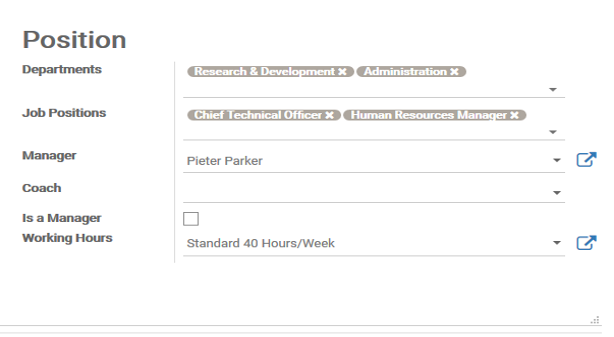 Position
Departments
Research & Development × Administration ×
Job Positions
Chief Technical Officer × Human Resources Manager ×
Manager
Pieter Parker
Coach
Is a Manager
Working Hours
Standard 40 Hours/Week